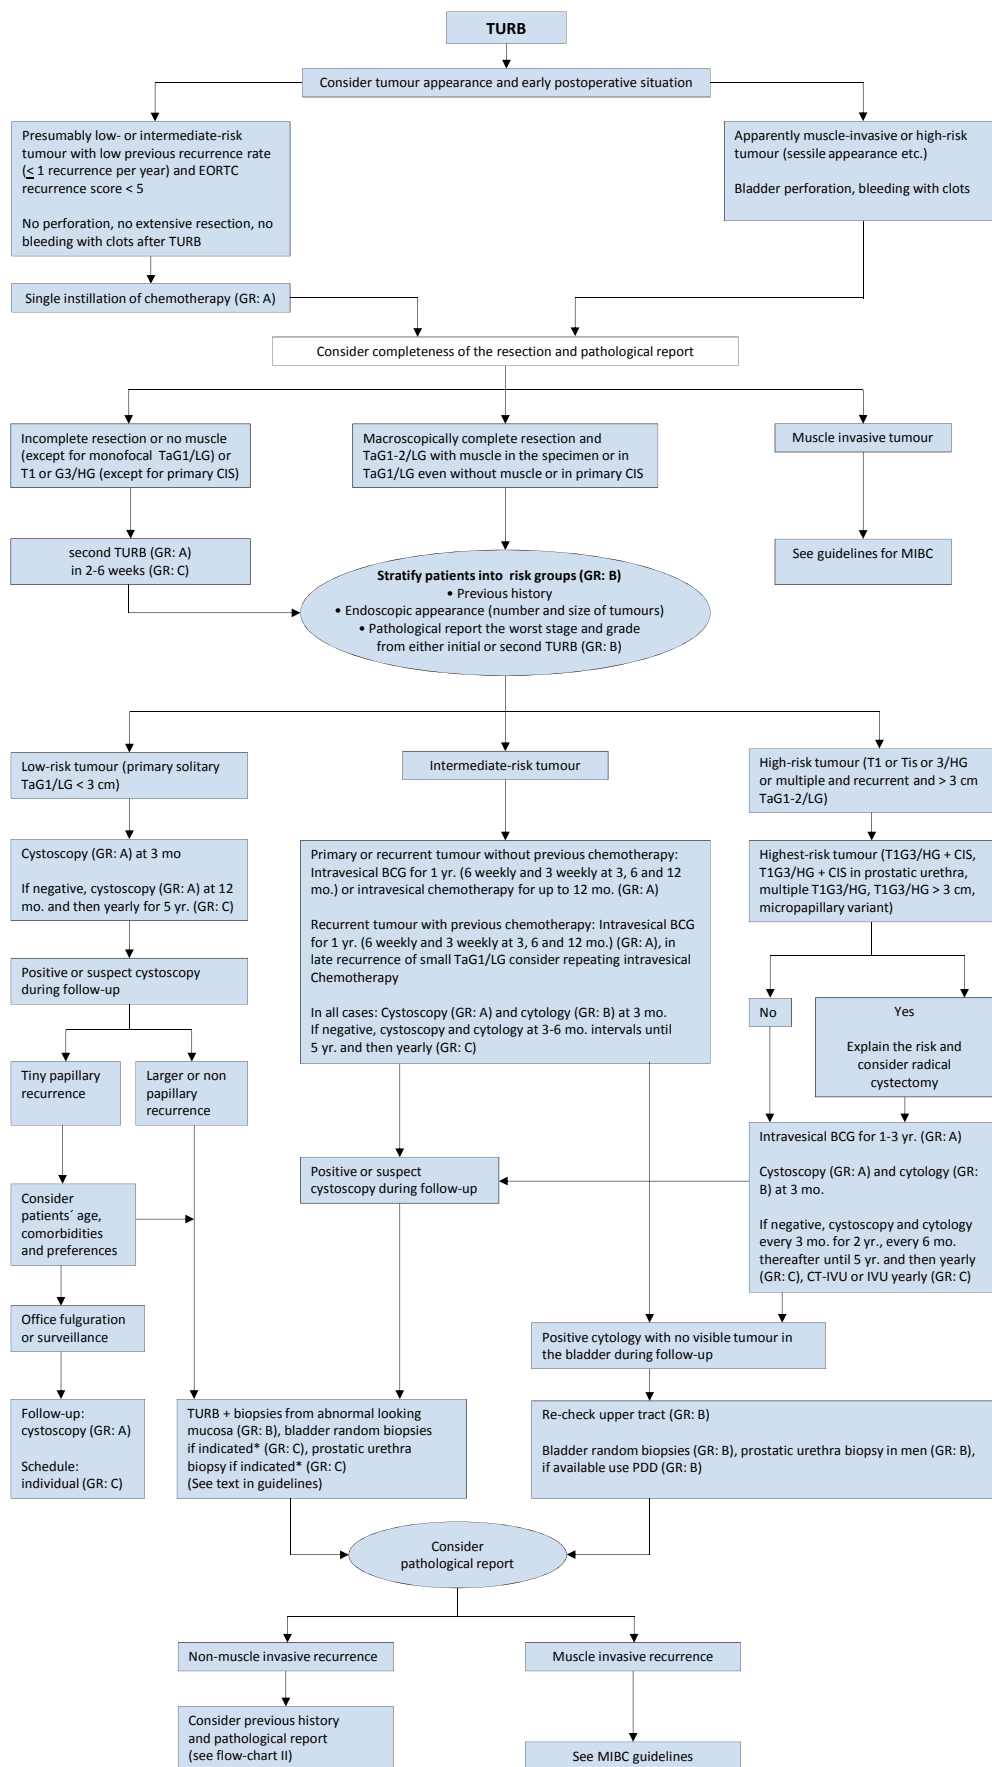 TURB
Consider tumour appearance and early postoperative situation
Presumably low- or intermediate-risk
tumour with low previous recurrence rate
(≤ 1 recurrence per year) and EORTC
recurrence score < 5
No perforation, no extensive resection, no
bleeding with clots after TURB
Apparently muscle-invasive or high-risk
tumour (sessile appearance etc.)
Bladder perforation, bleeding with clots
Single instillation of chemotherapy (GR: A)
Consider completeness of the resection and pathological report
Incomplete resection or no muscle
(except for monofocal TaG1/LG) or
T1 or G3/HG (except for primary CIS)
Macroscopically complete resection and
TaG1-2/LG with muscle in the specimen or in
TaG1/LG even without muscle or in primary CIS
Muscle invasive tumour
second TURB (GR: A)
in 2-6 weeks (GR: C)
See guidelines for MIBC
Stratify patients into risk groups (GR: B)
• Previous history
• Endoscopic appearance (number and size of tumours)
• Pathological report the worst stage and grade
from either initial or second TURB (GR: B)
Low-risk tumour (primary solitary
TaG1/LG < 3 cm)
Intermediate-risk tumour
High-risk tumour (T1 or Tis or 3/HG
or multiple and recurrent and > 3 cm
TaG1-2/LG)
Cystoscopy (GR: A) at 3 mo
If negative, cystoscopy (GR: A) at 12
mo. and then yearly for 5 yr. (GR: C)
Primary or recurrent tumour without previous chemotherapy:
Intravesical BCG for 1 yr. (6 weekly and 3 weekly at 3, 6 and 12
mo.) or intravesical chemotherapy for up to 12 mo. (GR: A)
Recurrent tumour with previous chemotherapy: Intravesical BCG
for 1 yr. (6 weekly and 3 weekly at 3, 6 and 12 mo.) (GR: A), in
late recurrence of small TaG1/LG consider repeating intravesical
Chemotherapy
In all cases: Cystoscopy (GR: A) and cytology (GR: B) at 3 mo.
If negative, cystoscopy and cytology at 3-6 mo. intervals until
5 yr. and then yearly (GR: C)
Highest-risk tumour (T1G3/HG + CIS,
T1G3/HG + CIS in prostatic urethra,
multiple T1G3/HG, T1G3/HG > 3 cm,
micropapillary variant)
Positive or suspect cystoscopy
during follow-up
No
Yes
Explain the risk and
consider radical
cystectomy
Tiny papillary
recurrence
Larger or non
papillary
recurrence
Intravesical BCG for 1-3 yr. (GR: A)
Cystoscopy (GR: A) and cytology (GR:
B) at 3 mo.
If negative, cystoscopy and cytology
every 3 mo. for 2 yr., every 6 mo.
thereafter until 5 yr. and then yearly
(GR: C), CT-IVU or IVU yearly (GR: C)
Positive or suspect
cystoscopy during follow-up
Consider
patients´ age,
comorbidities
and preferences
Office fulguration
or surveillance
Positive cytology with no visible tumour in
the bladder during follow-up
Follow-up:
cystoscopy (GR: A)
Schedule:
individual (GR: C)
TURB + biopsies from abnormal looking
mucosa (GR: B), bladder random biopsies
if indicated* (GR: C), prostatic urethra
biopsy if indicated* (GR: C)
(See text in guidelines)
Re-check upper tract (GR: B)
Bladder random biopsies (GR: B), prostatic urethra biopsy in men (GR: B),
if available use PDD (GR: B)
Consider
pathological report
Non-muscle invasive recurrence
Muscle invasive recurrence
Consider previous history
and pathological report
(see flow-chart II)
See MIBC guidelines